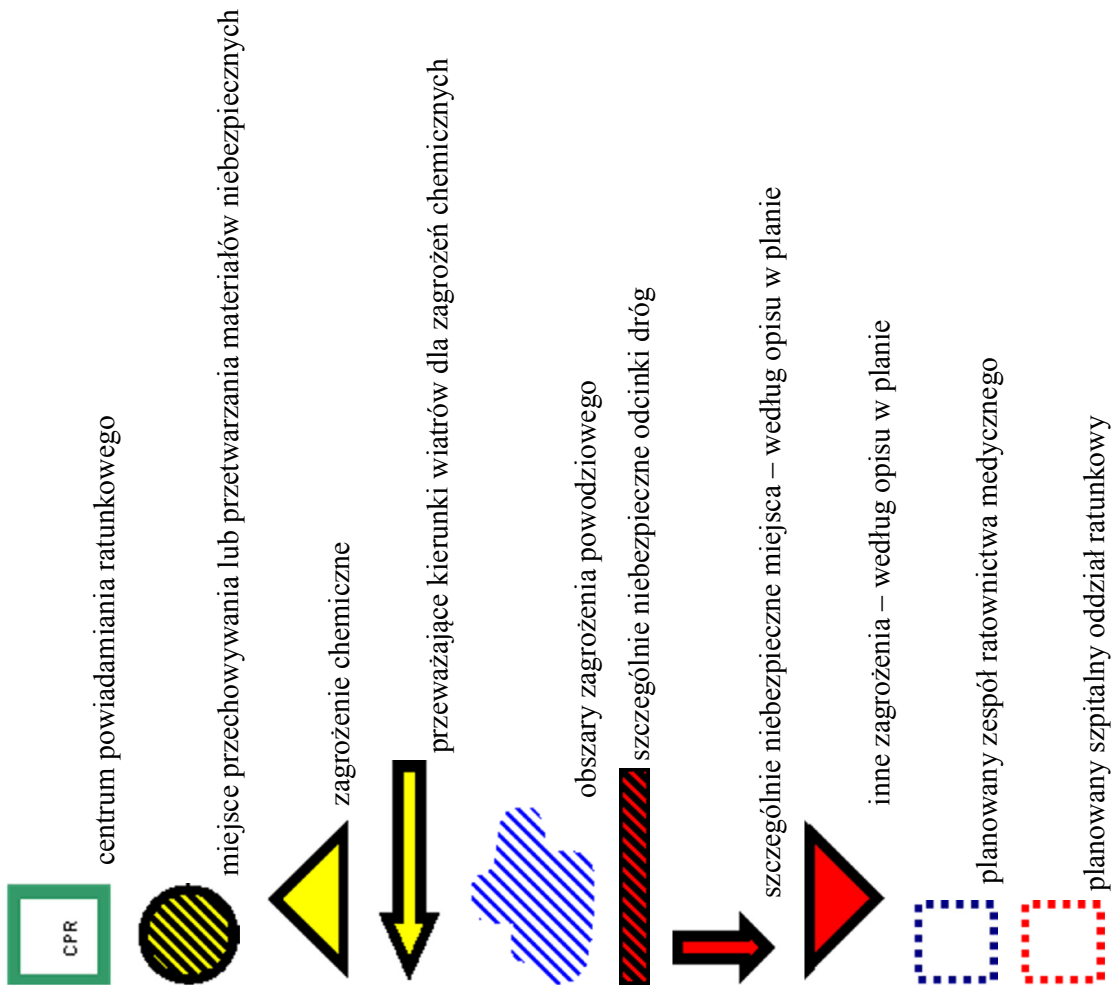 CPR
centrum powiadamiania ratunkowego
miejsce przechowywania lub przetwarzania materiałów niebezpiecznych
zagrożenie chemiczne
przeważające kierunki wiatrów dla zagrożeń chemicznych
obszary zagrożenia powodziowego
szczególnie niebezpieczne odcinki dróg
szczególnie niebezpieczne miejsca – według opisu w planie
inne zagrożenia – według opisu w planie
planowany zespół ratownictwa medycznego
planowany szpitalny oddział ratunkowy